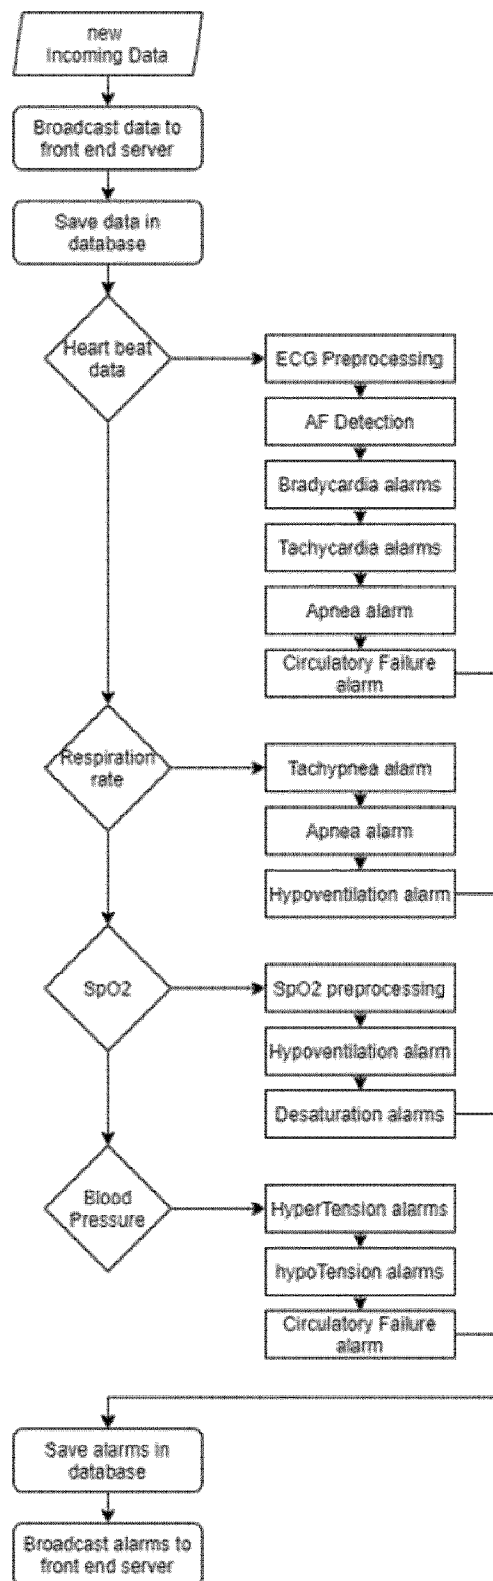 new
Incoming Data
Broadcast data to
front end server
Save data in
database
Heart beat
data
ECG Preprocessing
AF Detection
Bradycardia alarms
Tachycardia alarms
Apnea alarm
Circulatory Failure
alarm
Respiration
rate
Tachypnea alarm
Apnea alarm
Hypoventilation alarm
SpO2
SpO2 preprocessing
Hypoventilation alarm
Desaturation alarms
Blood
Pressure
HyperTension alarms
hypoTension alarms
Circulatory Failure
alarm
Save alarms in
database
Broadcast alarms to
front end server